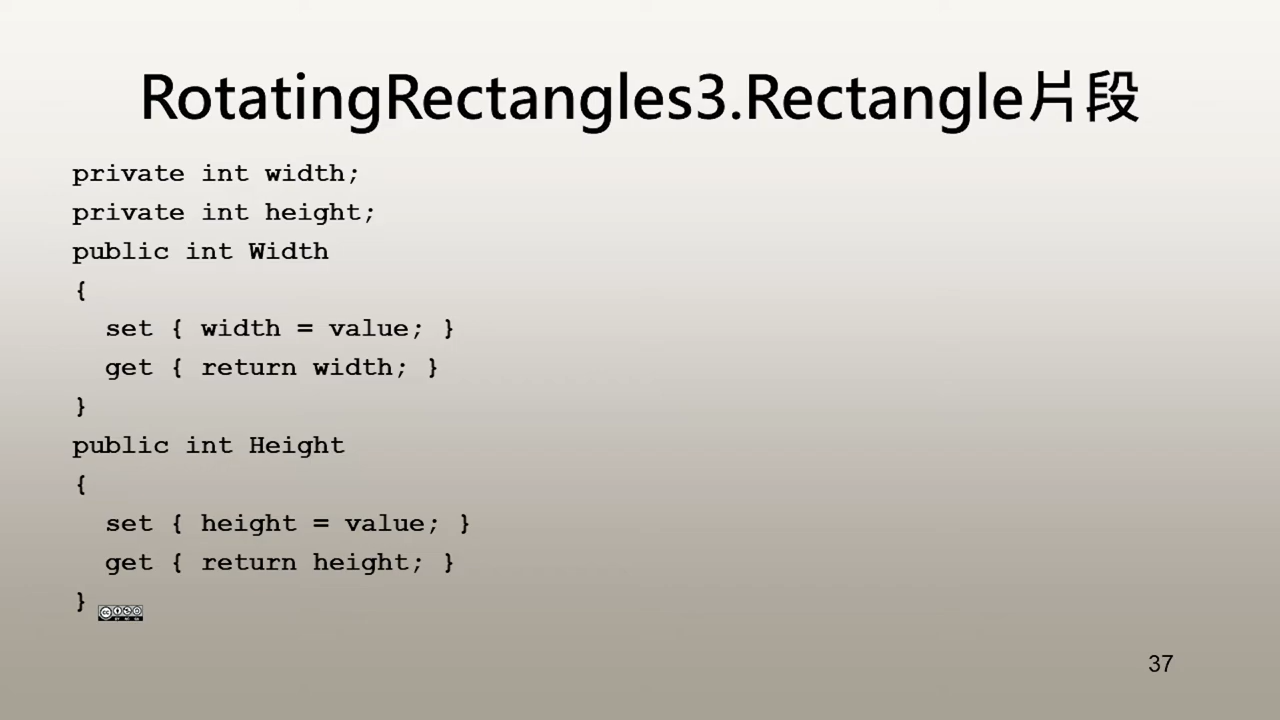 RotatingRectangles3.Rectangle片段
private int width;
private int height;
public int Width
{
  set { width = value; }
  get { return width; }
}
public int Height
{
  set { height = value; }
  get { return height; }
}
37